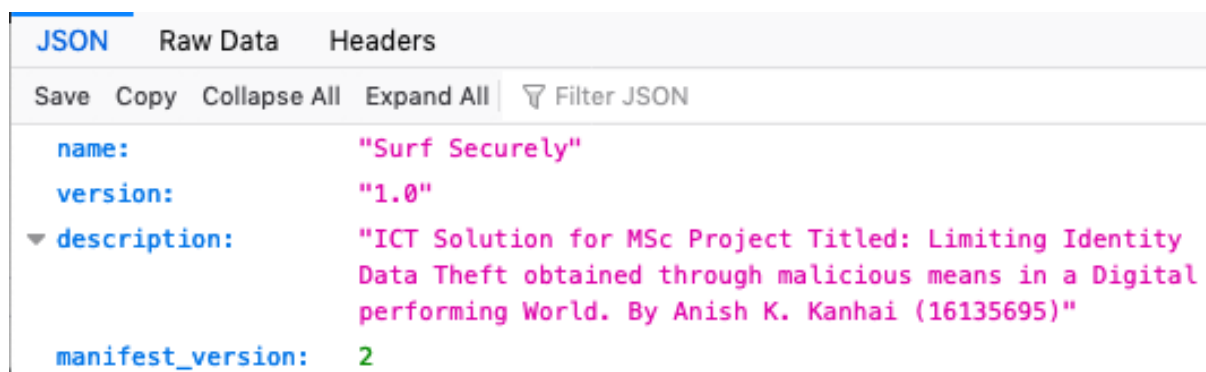 JSON Raw Data Headers
Save Copy Collapse All Expand All Filter JSON
name: "Surf Securely"
version: "1.0"
description: "ICT Solution for MSc Project Titled: Limiting Identity
Data Theft obtained through malicious means in a Digital
performing World. By Anish K. Kanhai (16135695)"
manifest_version: 2